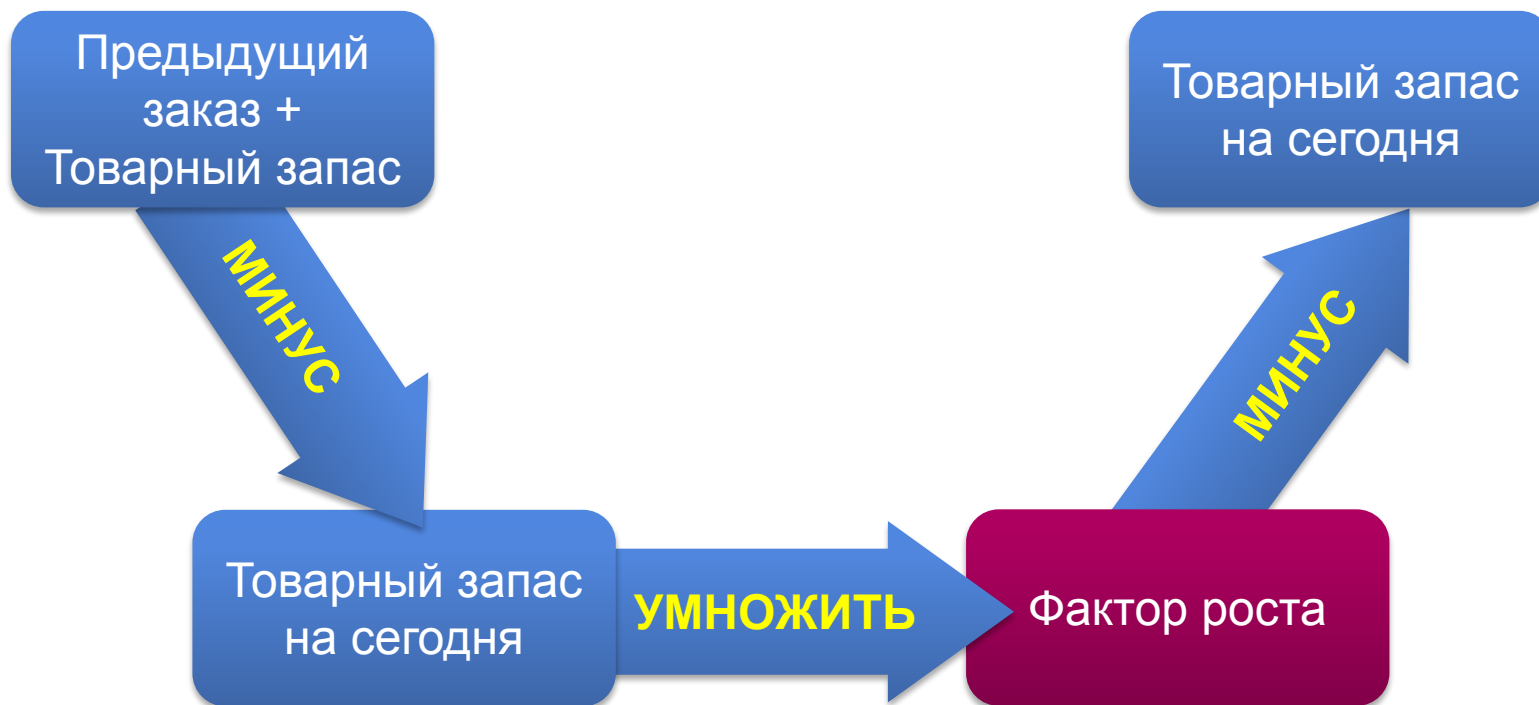 Предыдущий
заказ +
Товарный запас
МИНУС
Товарный запас
на сегодня
УМНОЖИТЬ
Фактор роста
МИНУС
Товарный запас
на сегодня